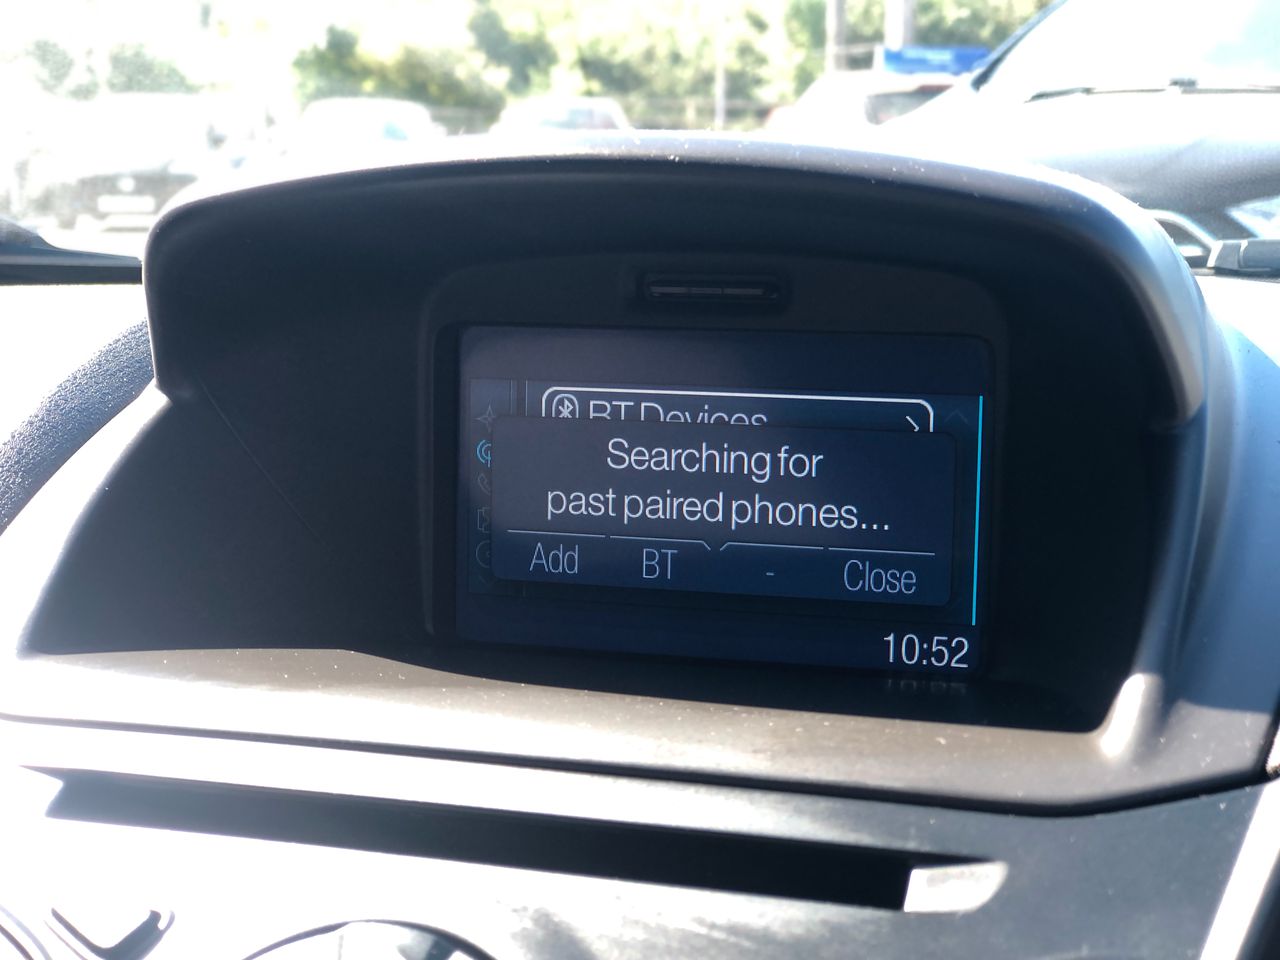 BT Devices
Searching for
past paired phones...
Add BT - Close
10:52